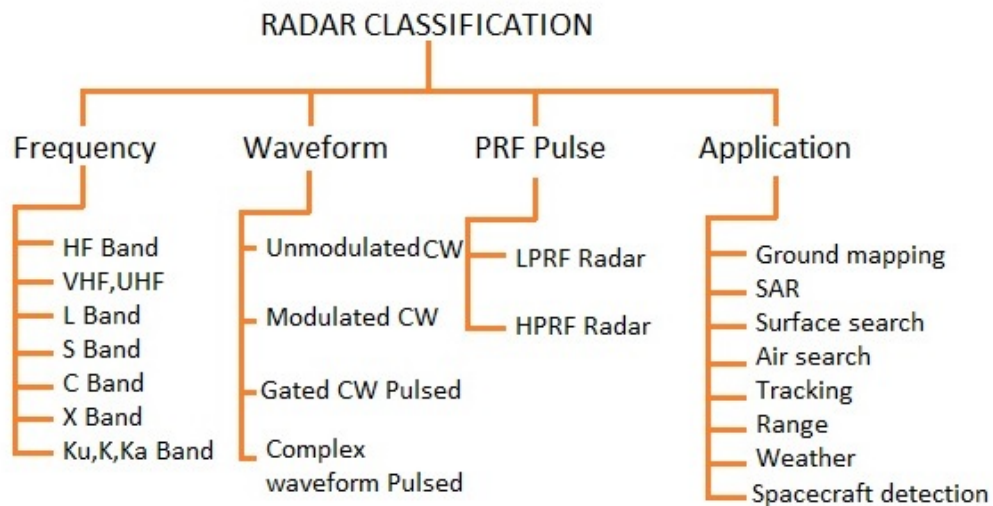 RADAR CLASSIFICATION
Frequency
HF Band
VHF,UHF
L Band
S Band
C Band
X Band
Ku,K,Ka Band
Waveform
Unmodulated CW
Modulated CW
Gated CW Pulsed
Complex
waveform Pulsed
PRF Pulse
LPRF Radar
HPRF Radar
Application
Ground mapping
SAR
Surface search
Air search
Tracking
Range
Weather
Spacecraft detection